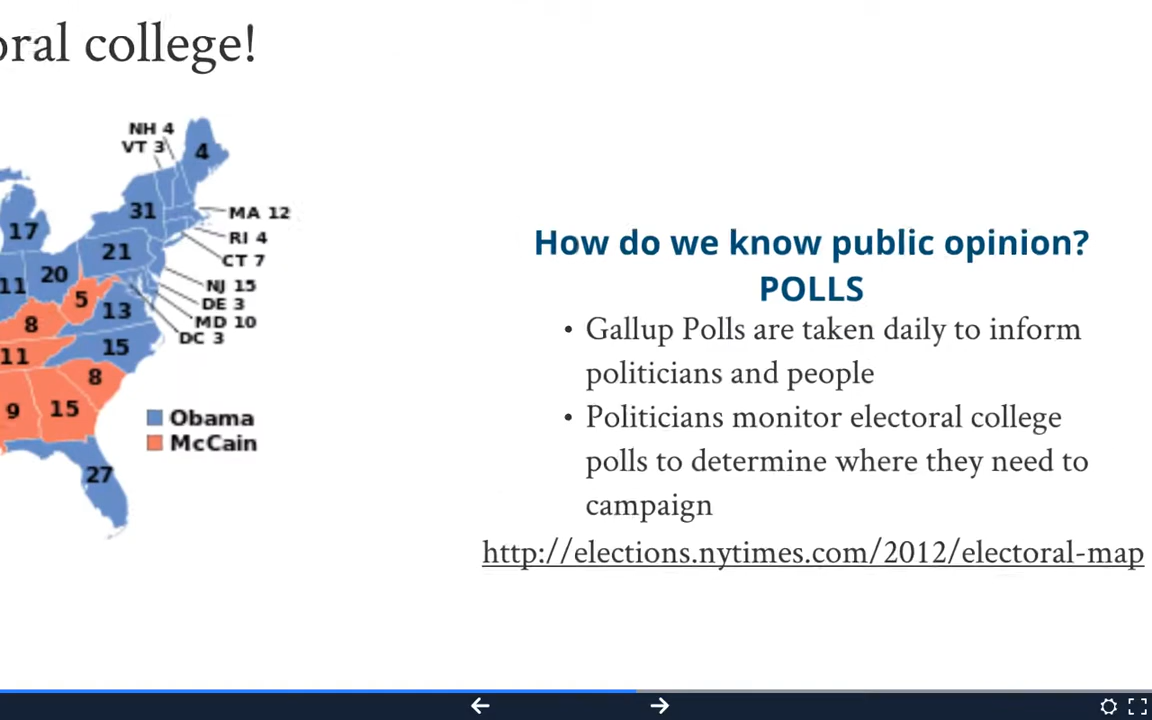 oral college!
NH 4
VT 3
4
31
MA 12
17
RI 4
21
CT 7
11
20
NJ 15
5
13
DE 3
8
MD 10
DC 3
15
11
8
9
15
Obama
McCain
27
How do we know public opinion?
POLLS
• Gallup Polls are taken daily to inform
politicians and people
• Politicians monitor electoral college
polls to determine where they need to
campaign
http://elections.nytimes.com/2012/electoral-map